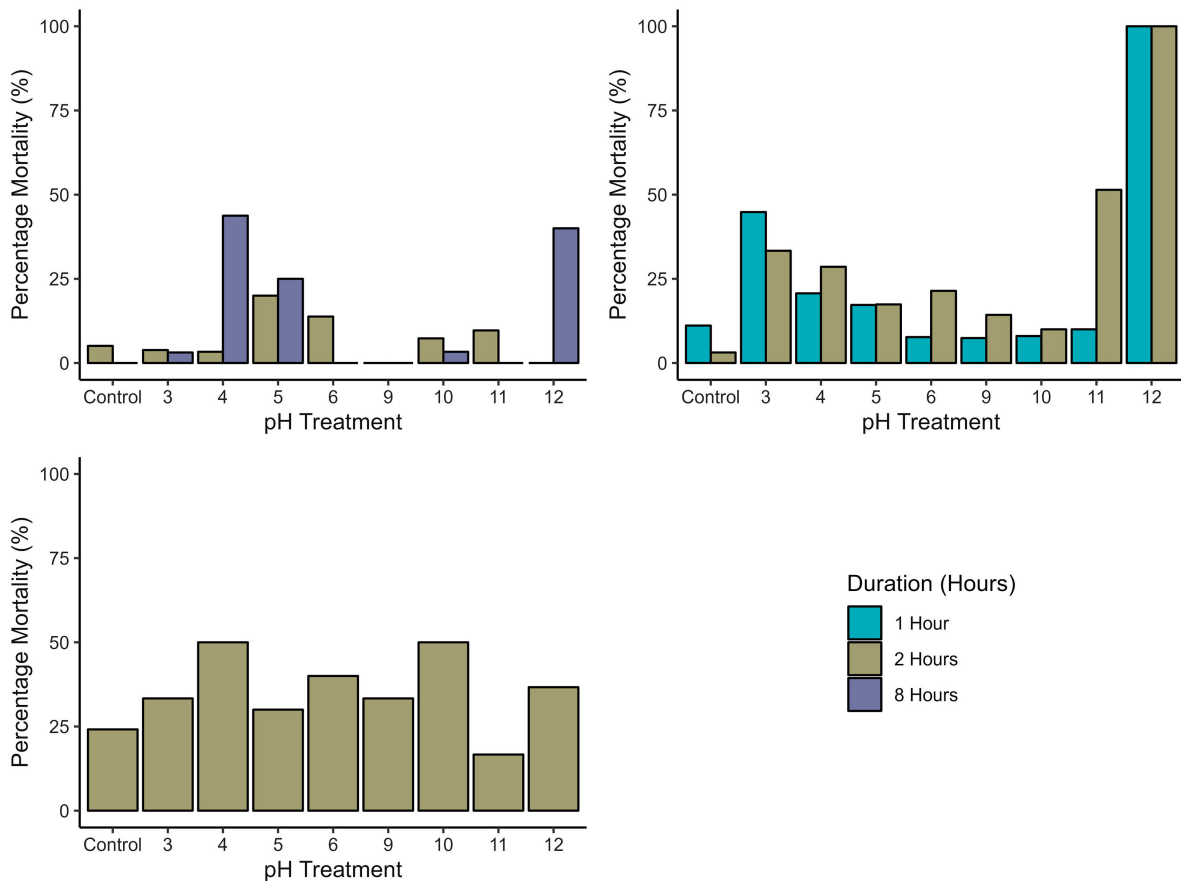 Percentage Mortality (%)
100
75
50
25
0
Control 3 4 5 6 9 10 11 12
pH Treatment
Percentage Mortality (%)
100
75
50
25
0
Control 3 4 5 6 9 10 11 12
pH Treatment
Percentage Mortality (%)
100
75
50
25
0
Control 3 4 5 6 9 10 11 12
pH Treatment
Duration (Hours)
1 Hour
2 Hours
8 Hours